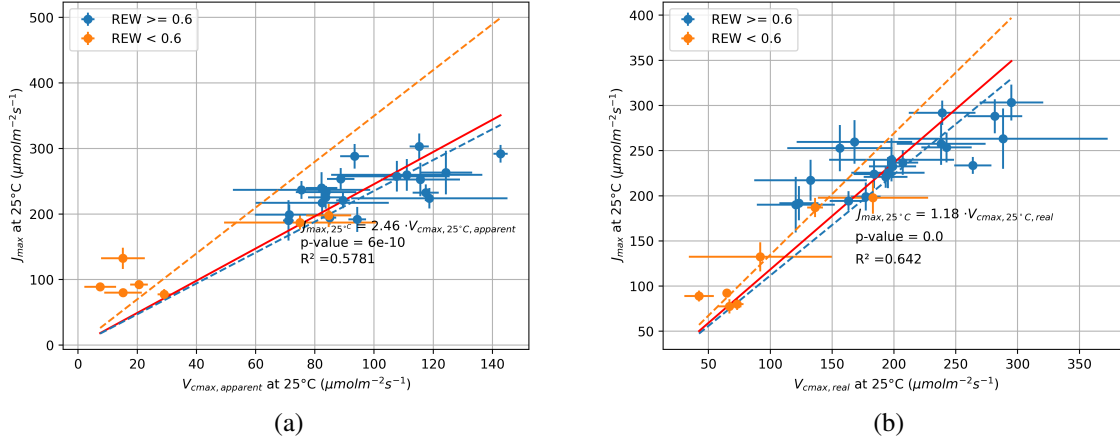 REW >= 0.6
REW < 0.6
500
400
300
200
100
0
J_max at 25°C (μmolm⁻²s⁻¹)
J_max,25°C = 2.46 ·V_cmax,25°C,apparent
p-value = 6e-10
R² =0.5781
0 20 40 60 80 100 120 140
V_cmax,apparent at 25°C (μmolm⁻²s⁻¹)
(a)
REW >= 0.6
REW < 0.6
400
350
300
250
200
150
100
50
J_max at 25°C (μmolm⁻²s⁻¹)
J_max,25°C = 1.18 ·V_cmax,25°C,real
p-value = 0.0
R² =0.642
50 100 150 200 250 300 350
V_cmax,real at 25°C (μmolm⁻²s⁻¹)
(b)